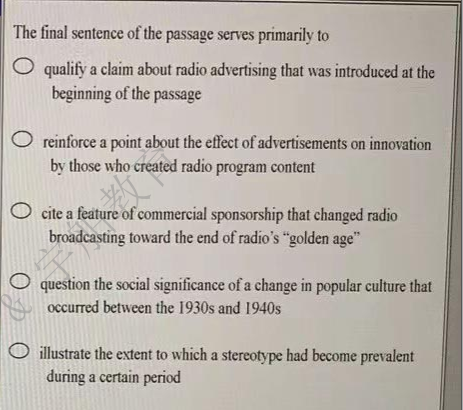 The final sentence of the passage serves primarily to
qualify a claim about radio advertising that was introduced at the
beginning of the passage
reinforce a point about the effect of advertisements on innovation
by those who created radio program content
cite a feature of commercial sponsorship that changed radio
broadcasting toward the end of radio's "golden age"
question the social significance of a change in popular culture that
occurred between the 1930s and 1940s
illustrate the extent to which a stereotype had become prevalent
during a certain period